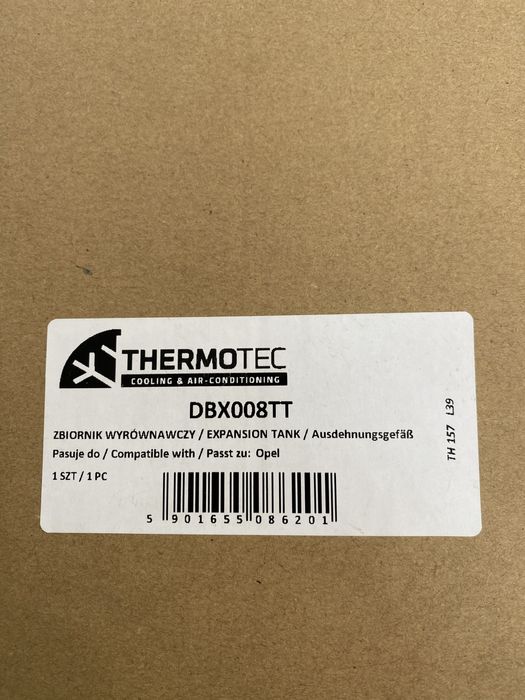 THERMOTEC
COOLING & AIR-CONDITIONING
DBX008TT
ZBIORNIK WYRÓWNAWCZY / EXPANSION TANK / Ausdehnungsgefäß
Pasuje do / Compatible with / Passt zu: Opel
1 SZT / 1 PC
5 901655 086201
TH 157 L39